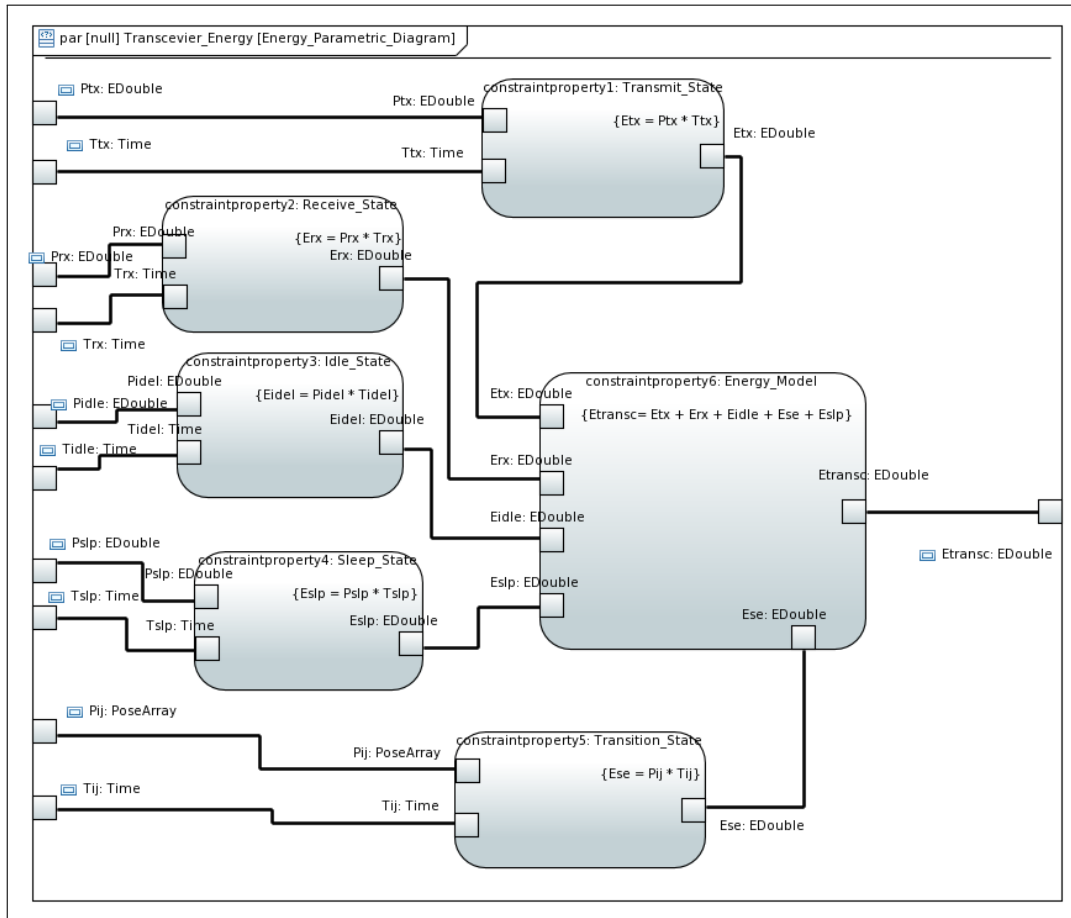 par [null] Transcevier_Energy [Energy_Parametric_Diagram]
Ptx: EDouble
Ptx: EDouble
constraintproperty1: Transmit_State
{Etx = Ptx * Ttx}
Etx: EDouble
Ttx: Time
Ttx: Time
constraintproperty2: Receive_State
Prx: EDouble
{Erx = Prx * Trx}
Erx: EDouble
Prx: EDouble
Trx: Time
Trx: Time
constraintproperty3: Idle_State
Pidel: EDouble
{Eidel = Pidel * Tidel}
Pidle: EDouble
Eidel: EDouble
Tidel: Time
Tidle: Time
constraintproperty6: Energy_Model
Etx: EDouble
{Etransc= Etx + Erx + Eidle + Ese + Eslp}
Erx: EDouble
Etransc: EDouble
Eidle: EDouble
Etransc: EDouble
Eslp: EDouble
Ese: EDouble
Pslp: EDouble
constraintproperty4: Sleep_State
Pslp: EDouble
{Eslp = Pslp * Tslp}
Tslp: Time
Eslp: EDouble
Tslp: Time
Pij: PoseArray
constraintproperty5: Transition_State
Pij: PoseArray
{Ese = Pij * Tij}
Tij: Time
Tij: Time
Ese: EDouble